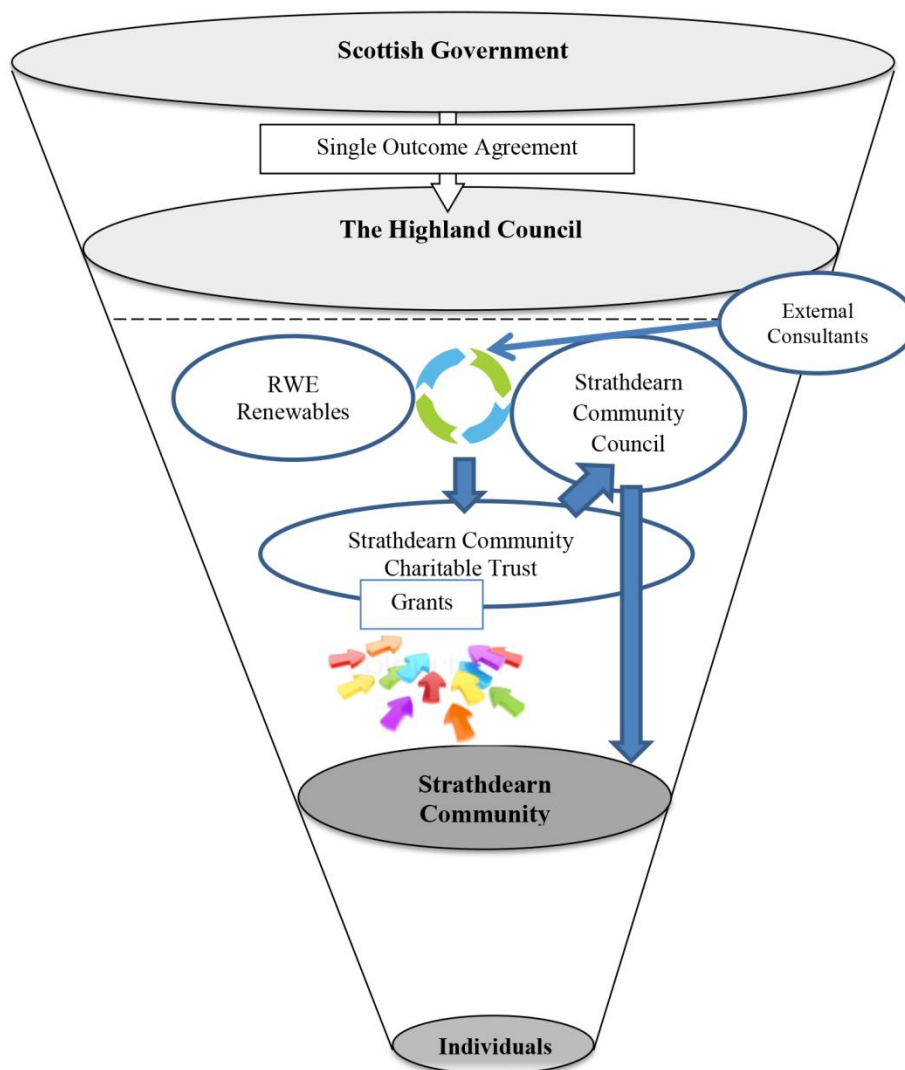 Scottish Government
Single Outcome Agreement
The Highland Council
External
Consultants
RWE
Renewables
Strathdearn
Community
Council
Strathdearn Community
Charitable Trust
Grants
Strathdearn
Community
Individuals